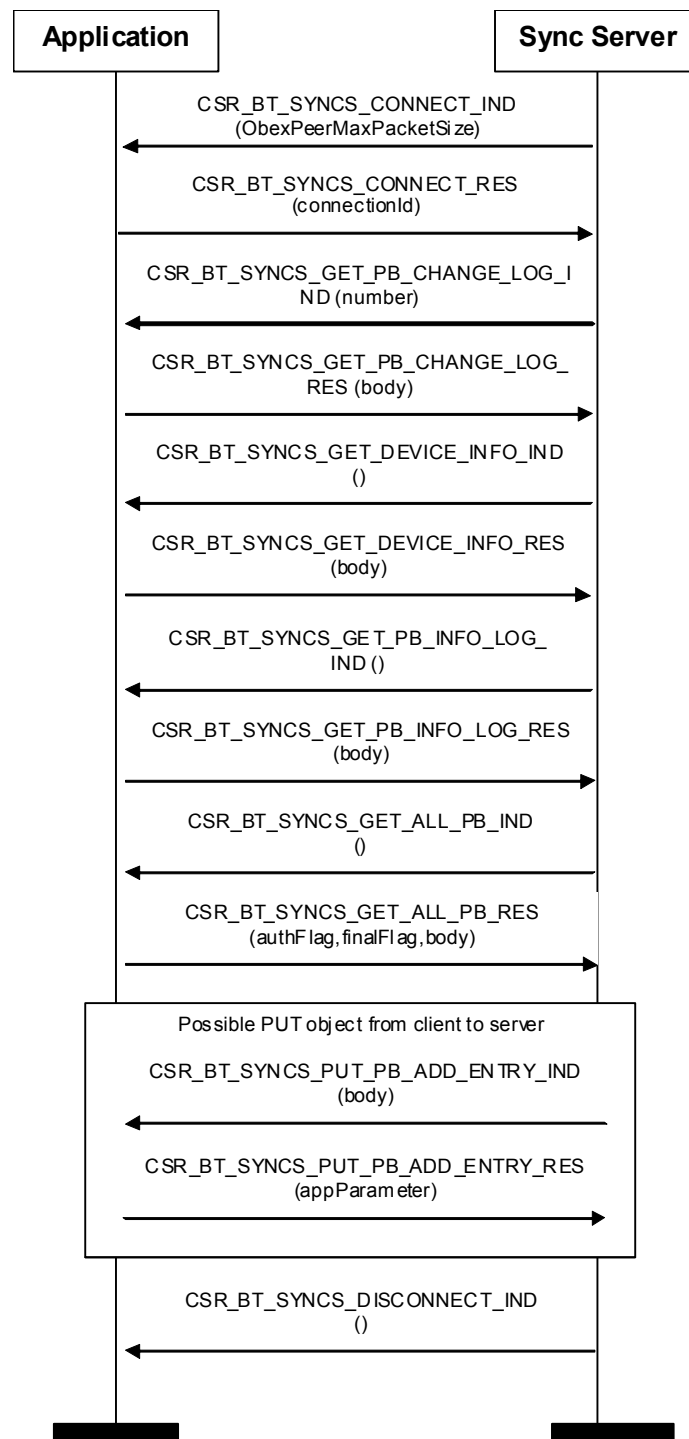 Application
Sync Server
CSR_BT_SYNCS_CONNECT_IND
(ObexPeerMaxPacketSize)
CSR_BT_SYNCS_CONNECT_RES
(connectionId)
CSR_BT_SYNCS_GET_PB_CHANGE_LOG_I
ND (number)
CSR_BT_SYNCS_GET_PB_CHANGE_LOG_
RES (body)
CSR_BT_SYNCS_GET_DEVICE_INFO_IND
()
CSR_BT_SYNCS_GET_DEVICE_INFO_RES
(body)
CSR_BT_SYNCS_GET_PB_INFO_LOG_
IND ()
CSR_BT_SYNCS_GET_PB_INFO_LOG_RES
(body)
CSR_BT_SYNCS_GET_ALL_PB_IND
()
CSR_BT_SYNCS_GET_ALL_PB_RES
(authFlag,finalFlag,body)
Possible PUT object from client to server
CSR_BT_SYNCS_PUT_PB_ADD_ENTRY_IND
(body)
CSR_BT_SYNCS_PUT_PB_ADD_ENTRY_RES
(appParameter)
CSR_BT_SYNCS_DISCONNECT_IND
()